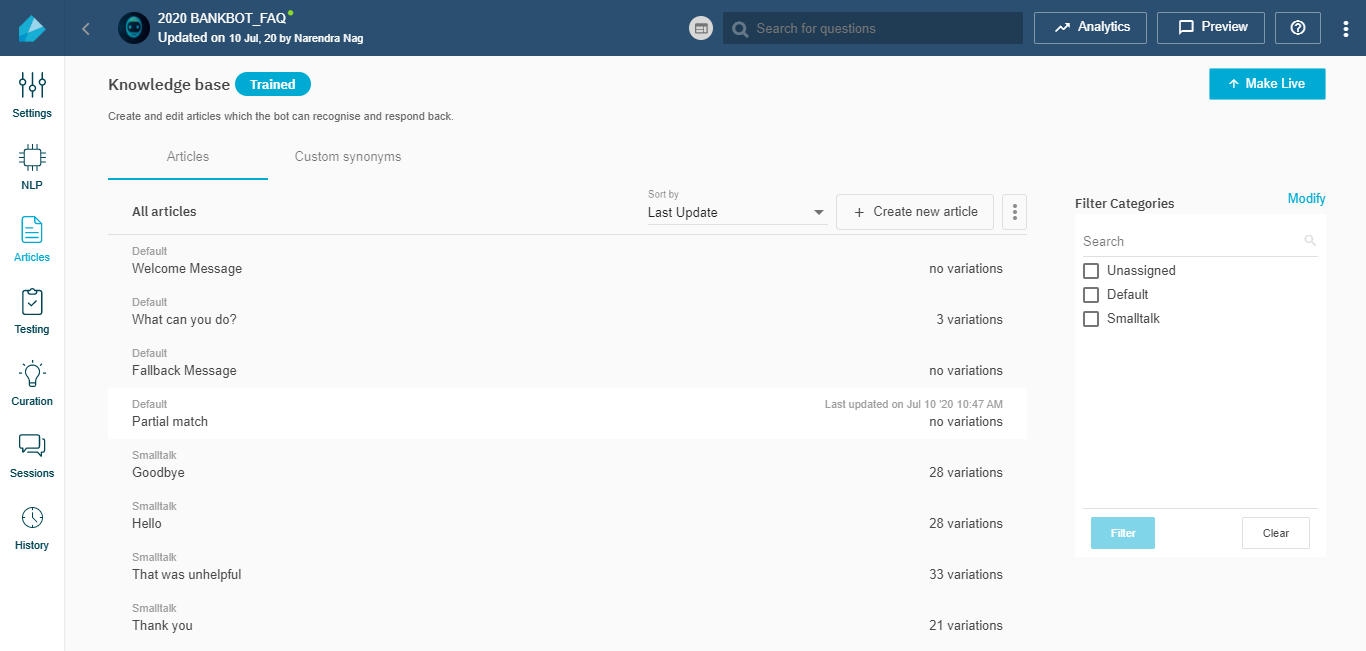 2020 BANKBOT_FAQ
Updated on 10 Jul, 20 by Narendra Nag
Search for questions
Analytics
Preview
Settings
NLP
Articles
Testing
Curation
Sessions
History
Knowledge base Trained
Make Live
Create and edit articles which the bot can recognise and respond back.
Articles Custom synonyms
All articles
Sort by
Last Update
+ Create new article
Default
Welcome Message no variations
Default
What can you do? 3 variations
Default
Fallback Message no variations
Default Last updated on Jul 10 '20 10:47 AM
Partial match no variations
Smalltalk
Goodbye 28 variations
Smalltalk
Hello 28 variations
Smalltalk
That was unhelpful 33 variations
Smalltalk
Thank you 21 variations
Filter Categories Modify
Search
Unassigned
Default
Smalltalk
Filter Clear